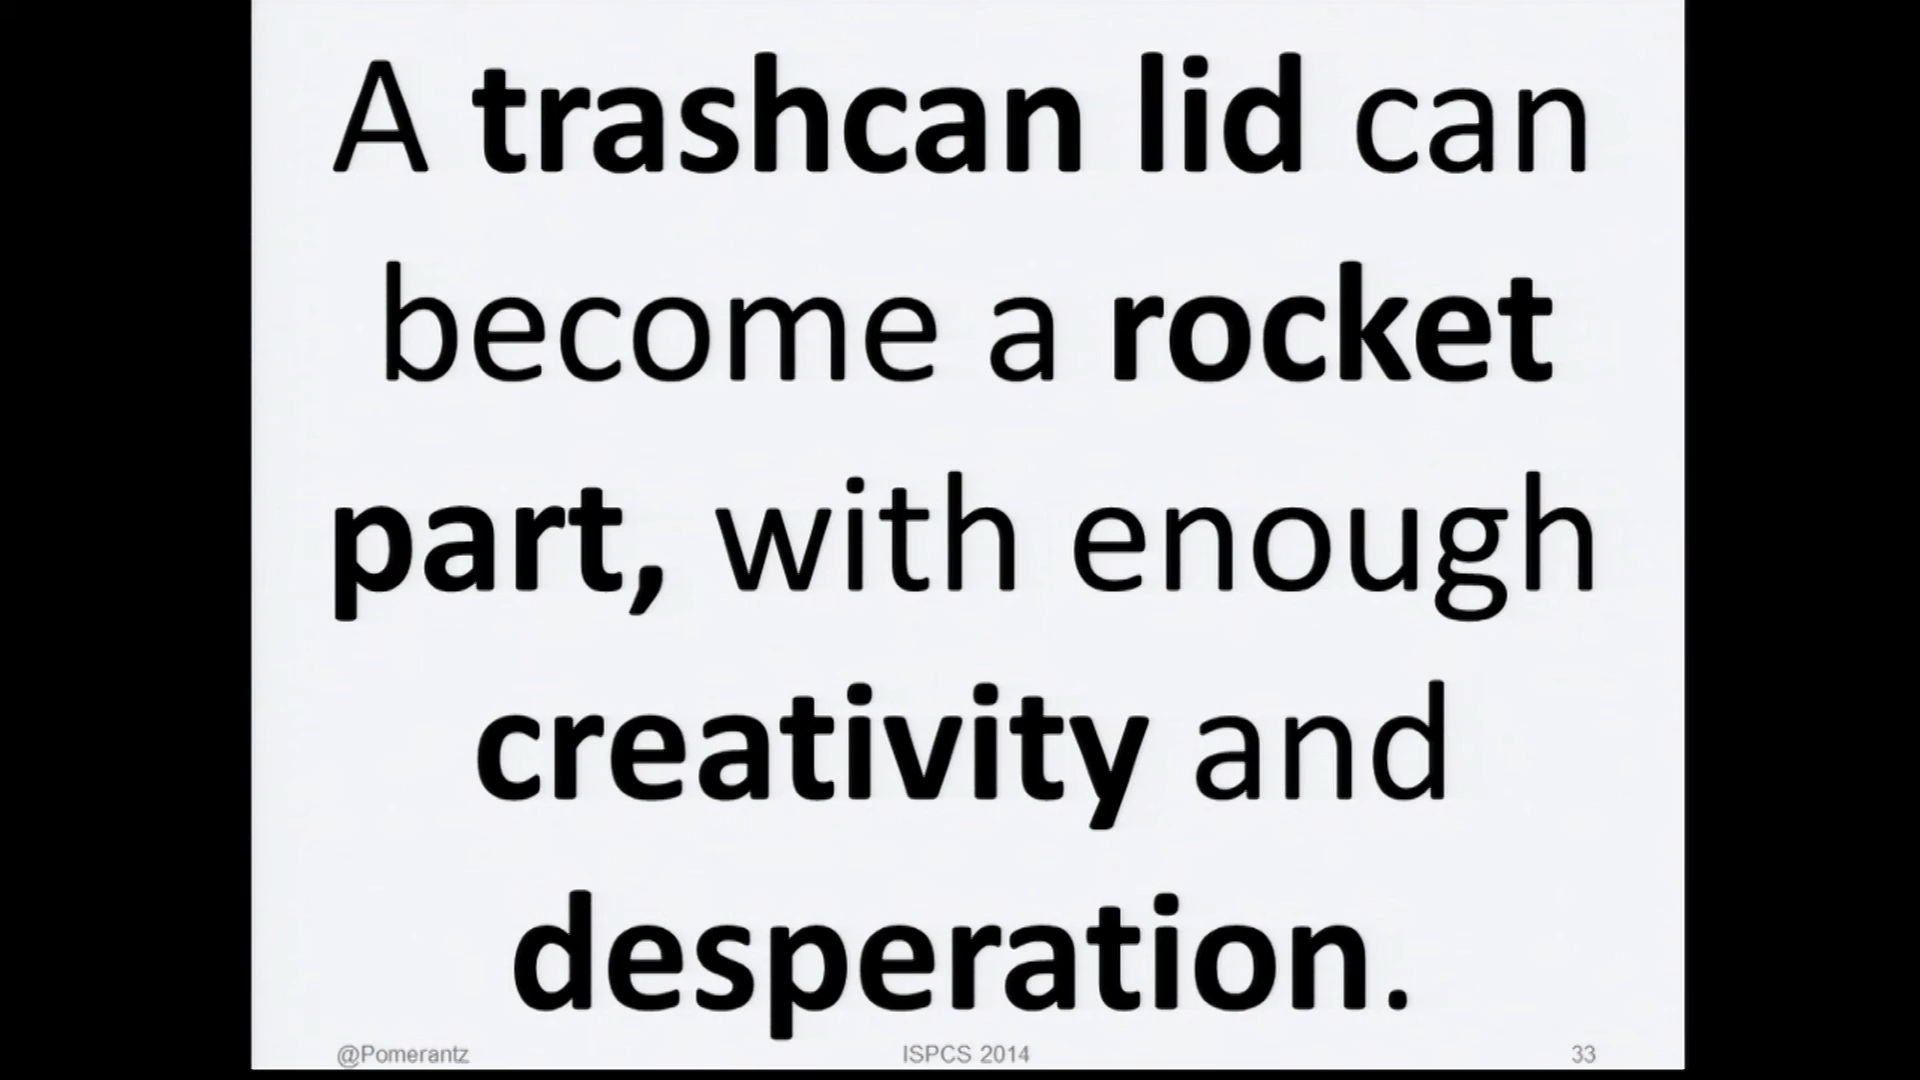 A trashcan lid can
become a rocket
part, with enough
creativity and
desperation.
@Pomerantz ISPCS 2014 33